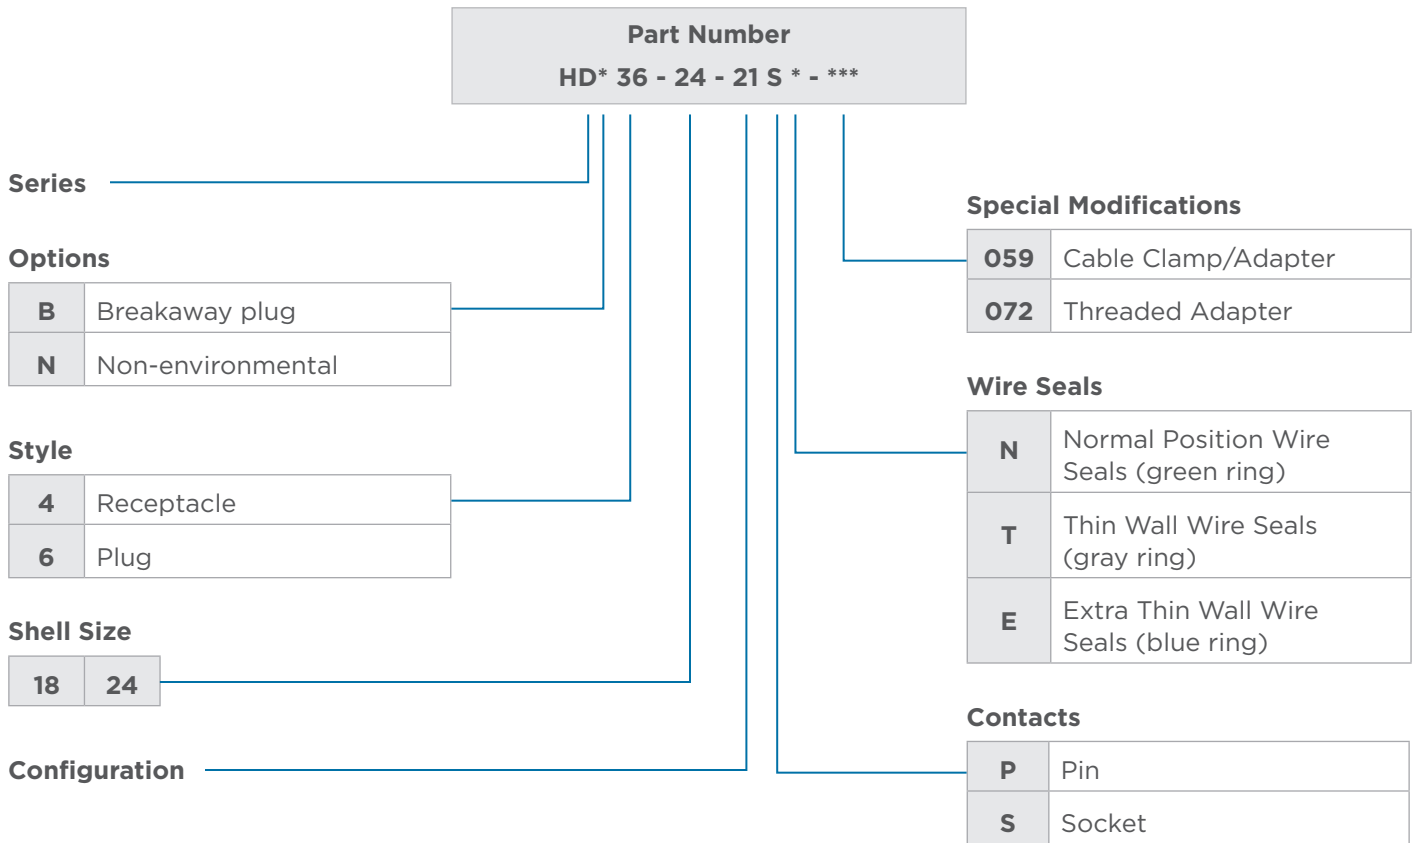 Part Number
HD* 36 - 24 - 21 S * - ***
Series
Options
B Breakaway plug
N Non-environmental
Style
4 Receptacle
6 Plug
Shell Size
18 24
Configuration
Special Modifications
059 Cable Clamp/Adapter
072 Threaded Adapter
Wire Seals
N Normal Position Wire
Seals (green ring)
T Thin Wall Wire Seals
(gray ring)
E Extra Thin Wall Wire
Seals (blue ring)
Contacts
P Pin
S Socket